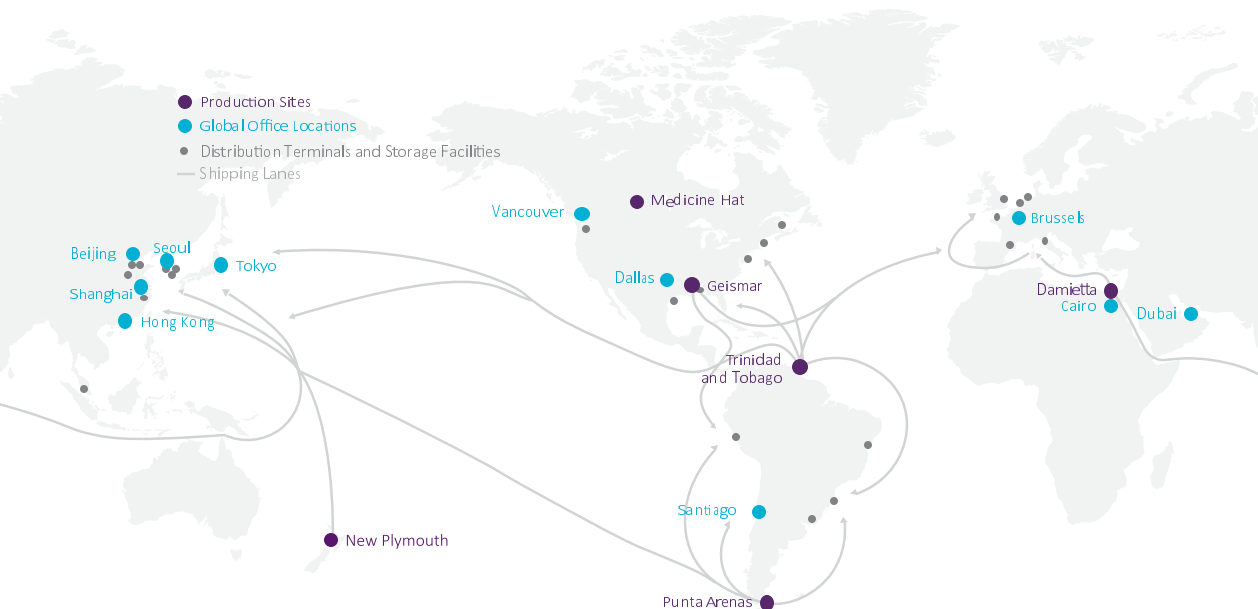 Production Sites
Global Office Locations
Distribution Terminals and Storage Facilities
Shipping Lanes
Medicine Hat
Vancouver
Brussels
Beijing
Seoul
Tokyo
Dallas
Geismar
Shanghai
Damietta
Cairo
Dubai
Hong Kong
Trinidad
and Tobago
Santiago
New Plymouth
Punta Arenas